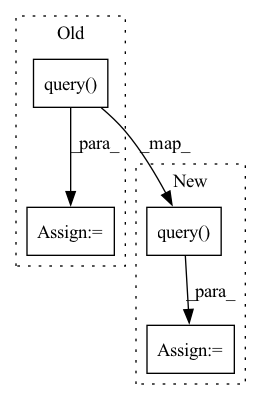 Old
query()
_para_
_map_
New
Assign:=
query()
_para_
Assign:=